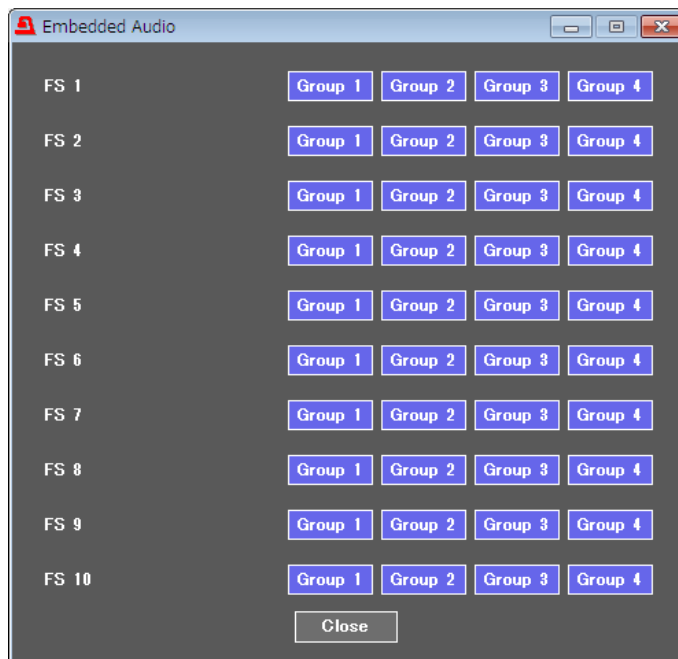 Embedded Audio
FS 1 Group 1 Group 2 Group 3 Group 4
FS 2 Group 1 Group 2 Group 3 Group 4
FS 3 Group 1 Group 2 Group 3 Group 4
FS 4 Group 1 Group 2 Group 3 Group 4
FS 5 Group 1 Group 2 Group 3 Group 4
FS 6 Group 1 Group 2 Group 3 Group 4
FS 7 Group 1 Group 2 Group 3 Group 4
FS 8 Group 1 Group 2 Group 3 Group 4
FS 9 Group 1 Group 2 Group 3 Group 4
FS 10 Group 1 Group 2 Group 3 Group 4
Close